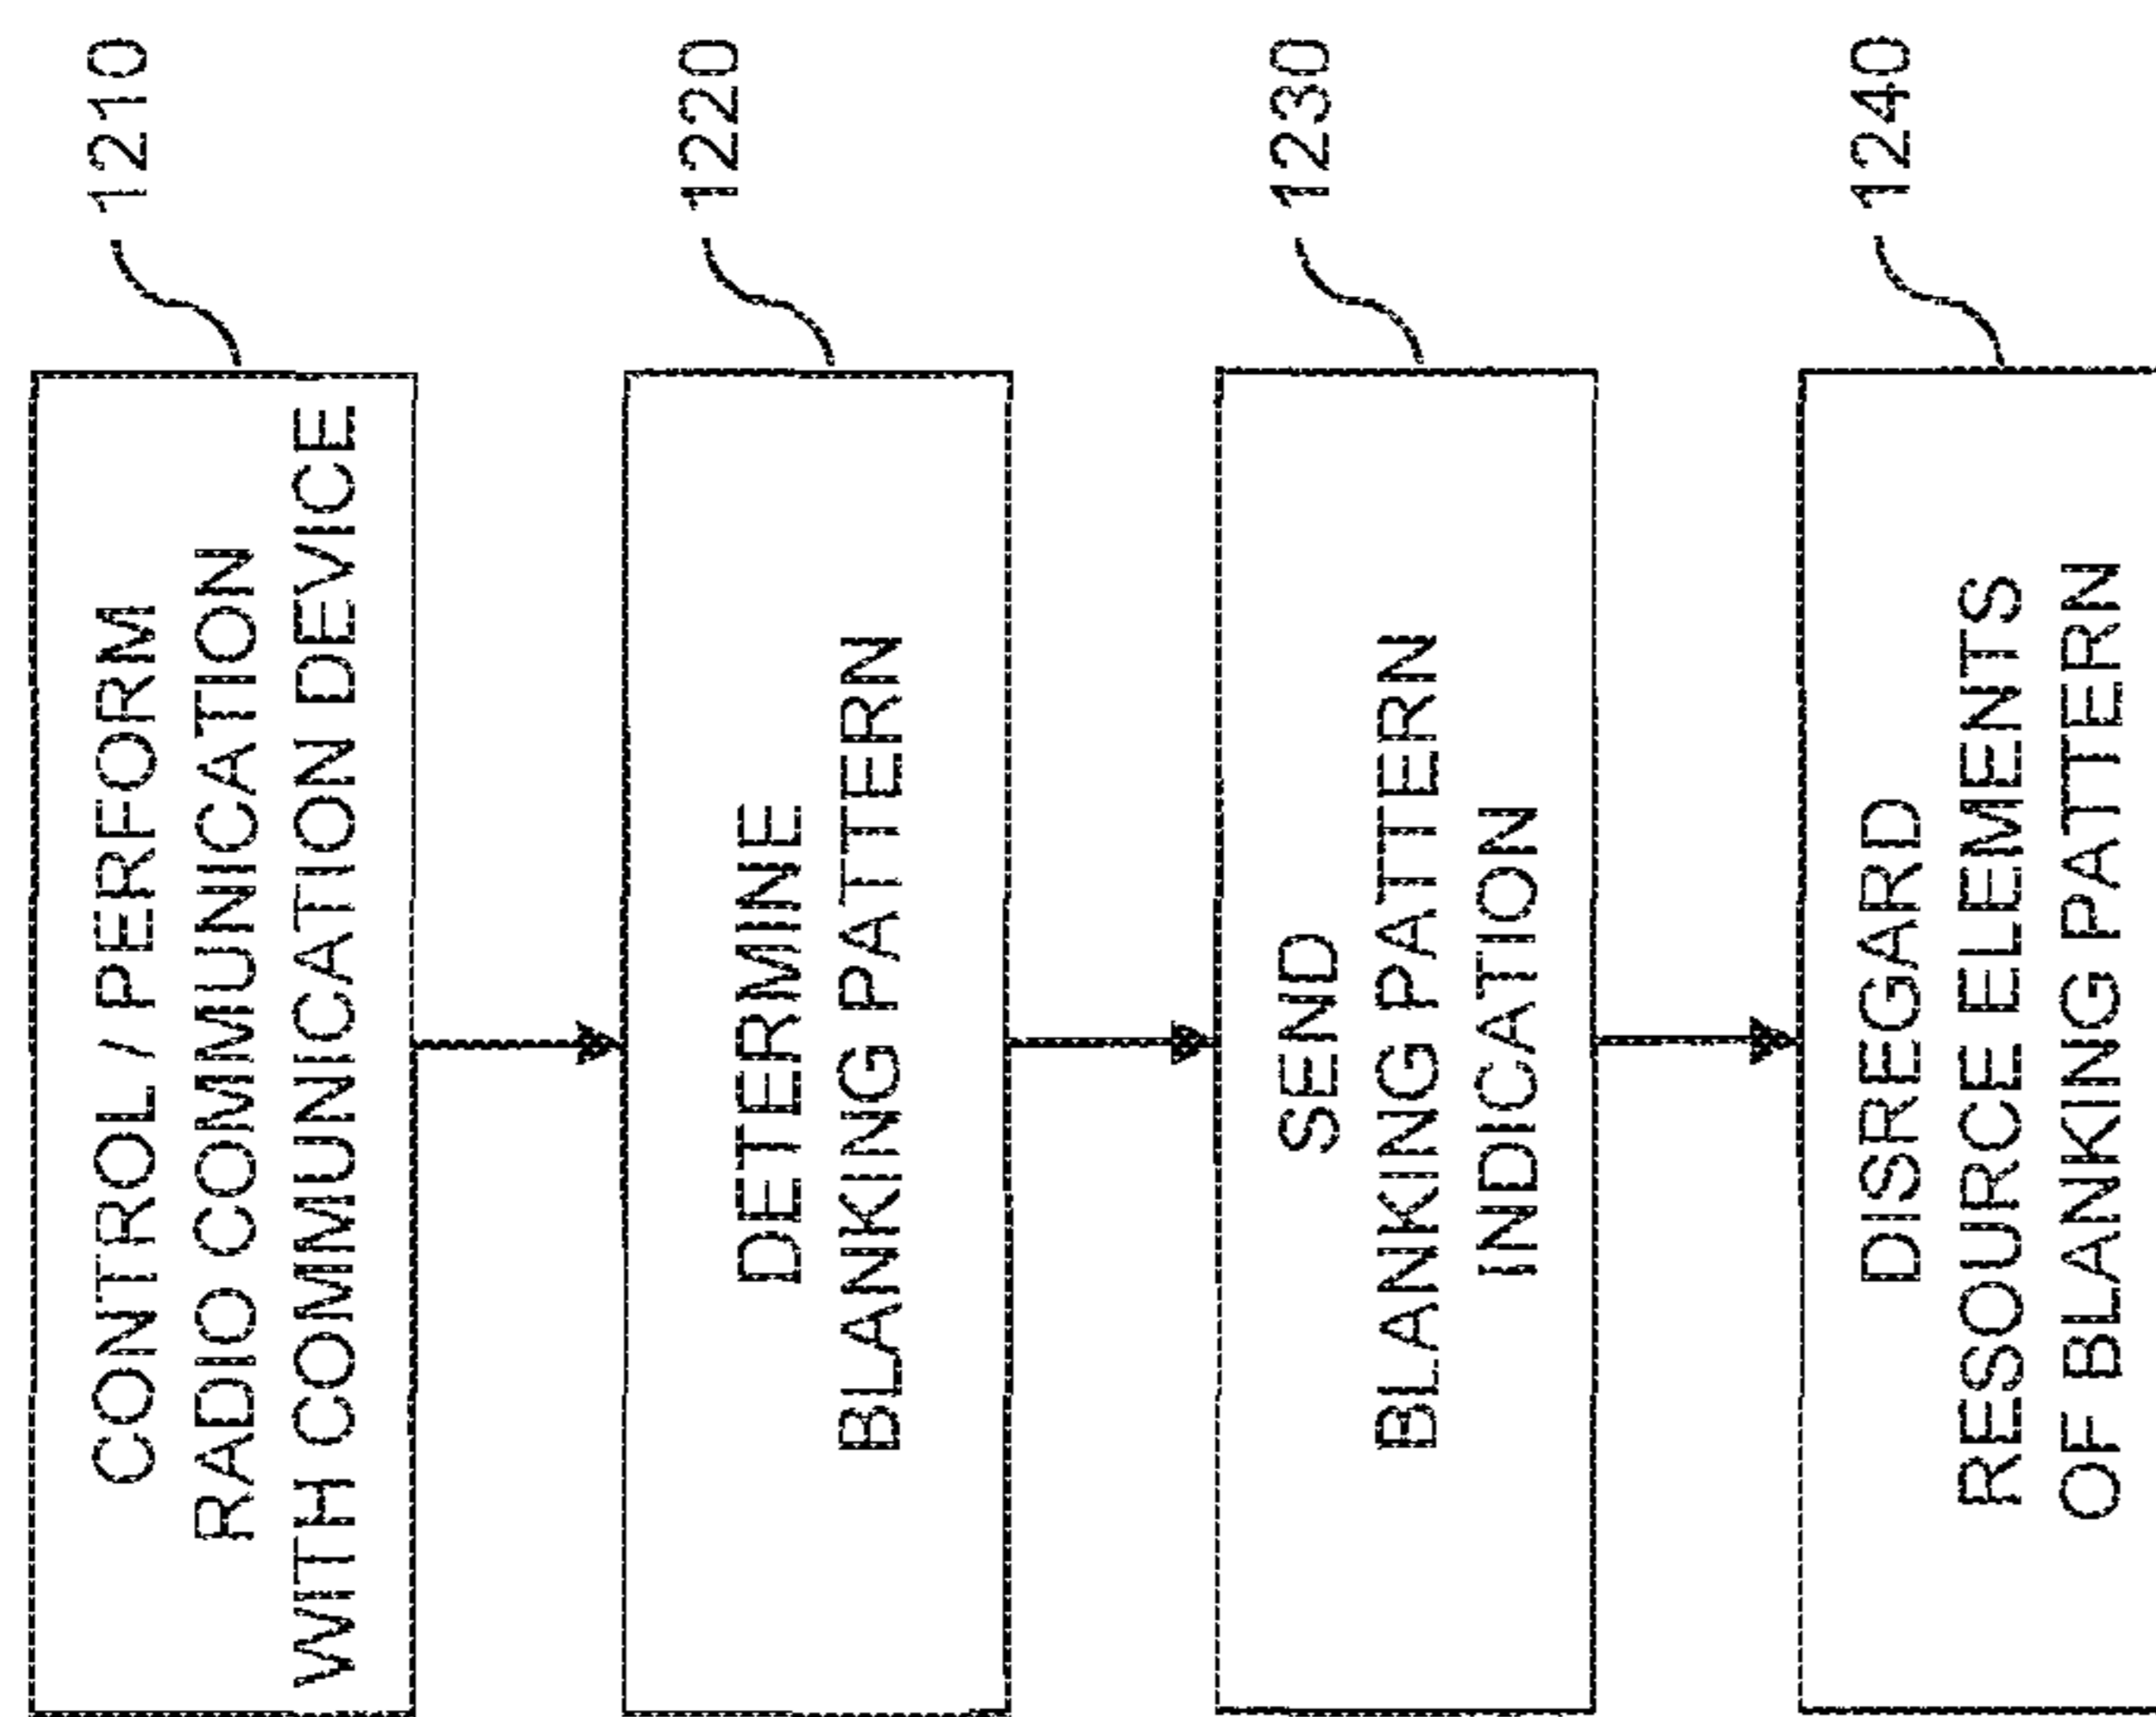 CONTROL / PERFORM
RADIO COMMUNICATION
WITH COMMUNICATION DEVICE
1210
DETERMINE
BLANKING PATTERN
1220
SEND
BLANKING PATTERN
INDICATION
1230
DISREGARD
RESOURCE ELEMENTS
OF BLANKING PATTERN
1240